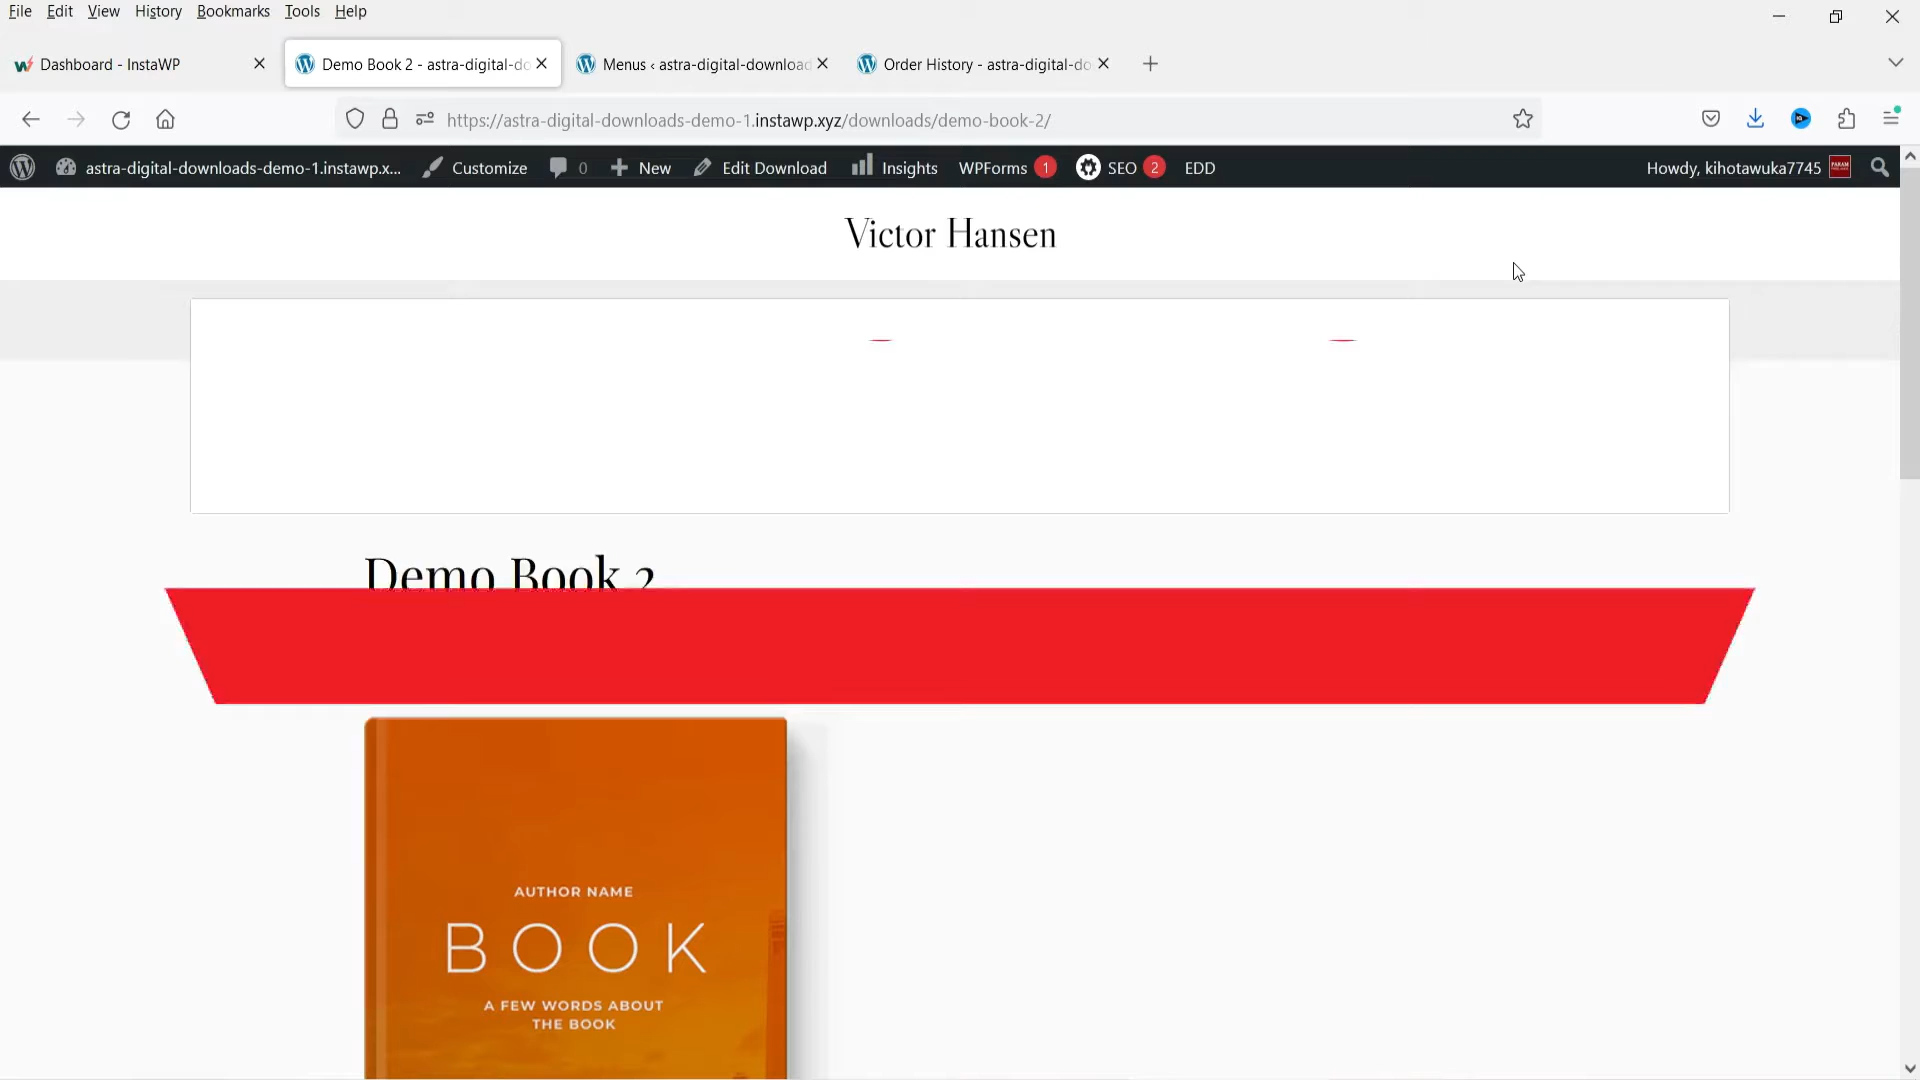 File Edit View History Bookmarks Tools Help
Dashboard - InstaWP
Demo Book 2 - astra-digital-do
Menus ‹ astra-digital-download
Order History - astra-digital-do
https://astra-digital-downloads-demo-1.instawp.xyz/downloads/demo-book-2/
astra-digital-downloads-demo-1.instawp.x... Customize 0 New Edit Download Insights WPForms 1 SEO 2 EDD Howdy, kihotawuka7745
Victor Hansen
Demo Book 2
AUTHOR NAME
BOOK
A FEW WORDS ABOUT
THE BOOK